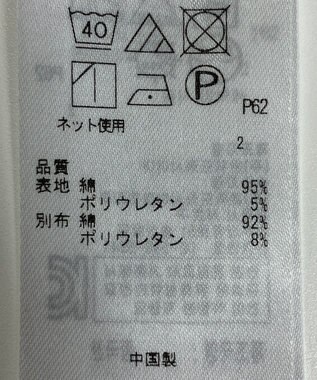 40
P
P62
ネット使用
2
品質
表地 綿 95%
ポリウレタン 5%
別布 綿 92%
ポリウレタン 8%
中国製